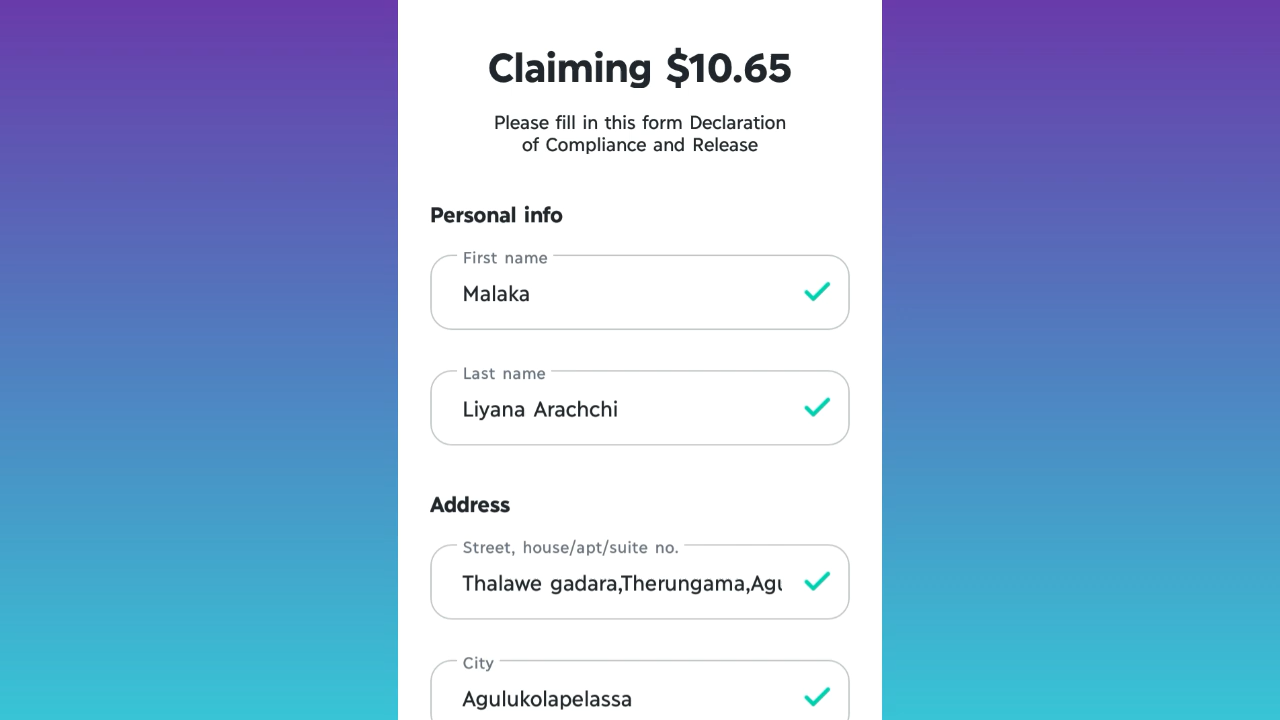 Claiming $10.65
Please fill in this form Declaration
of Compliance and Release
Personal info
First name
Malaka
Last name
Liyana Arachchi
Address
Street, house/apt/suite no.
Thalawe gadara,Therungama,Agu
City
Agulukolapelassa